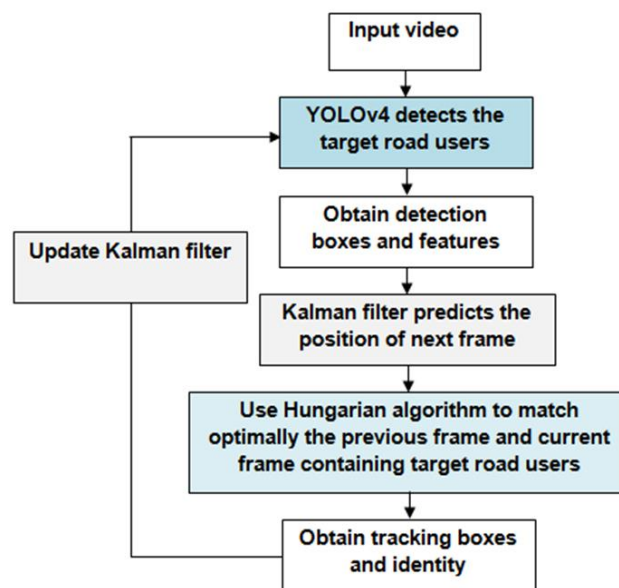 Input video
YOLOv4 detects the
target road users
Obtain detection
boxes and features
Update Kalman filter
Kalman filter predicts the
position of next frame
Use Hungarian algorithm to match
optimally the previous frame and current
frame containing target road users
Obtain tracking boxes
and identity